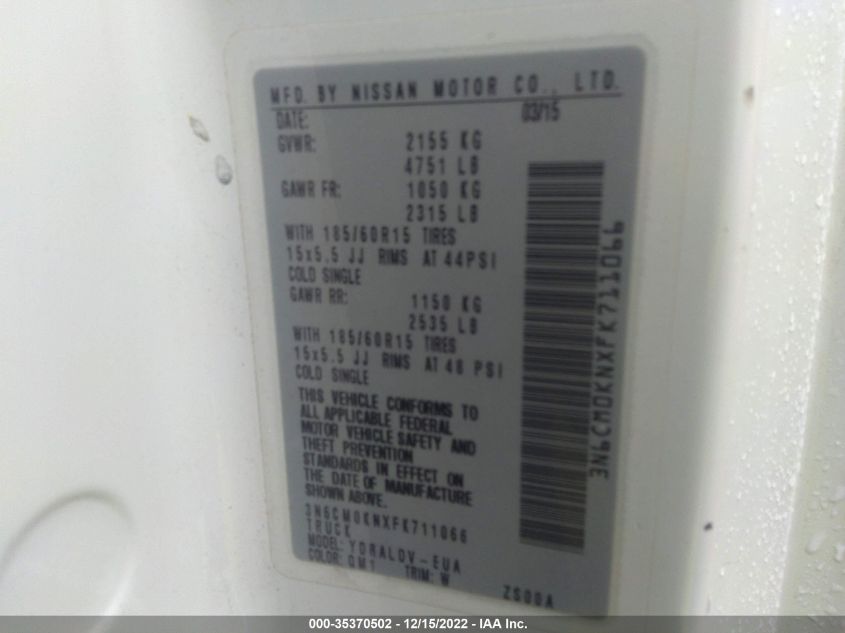 MFD. BY NISSAN MOTOR CO., LTD.
DATE: 03/15
GVWR: 2155 KG
4751 LB
GAWR FR: 1050 KG
2315 LB
WITH 185/60R15 TIRES
15x5.5 JJ RIMS AT 44PSI
COLD SINGLE
GAWR RR: 1150 KG
2535 LB
WITH 185/60R15 TIRES
15x5.5 JJ RIMS AT 48 PSI
COLD SINGLE
THIS VEHICLE CONFORMS TO
ALL APPLICABLE FEDERAL
MOTOR VEHICLE SAFETY AND
THEFT PREVENTION
STANDARDS IN EFFECT ON
THE DATE OF MANUFACTURE
SHOWN ABOVE.
3N6CM0KNXFK711066
TRUCK
MODEL: YDRALDV-EUA
COLOR: GM1 TRIM: W
ZS00A
3N6CM0KNXFK711066
000-35370502 - 12/15/2022 - IAA Inc.